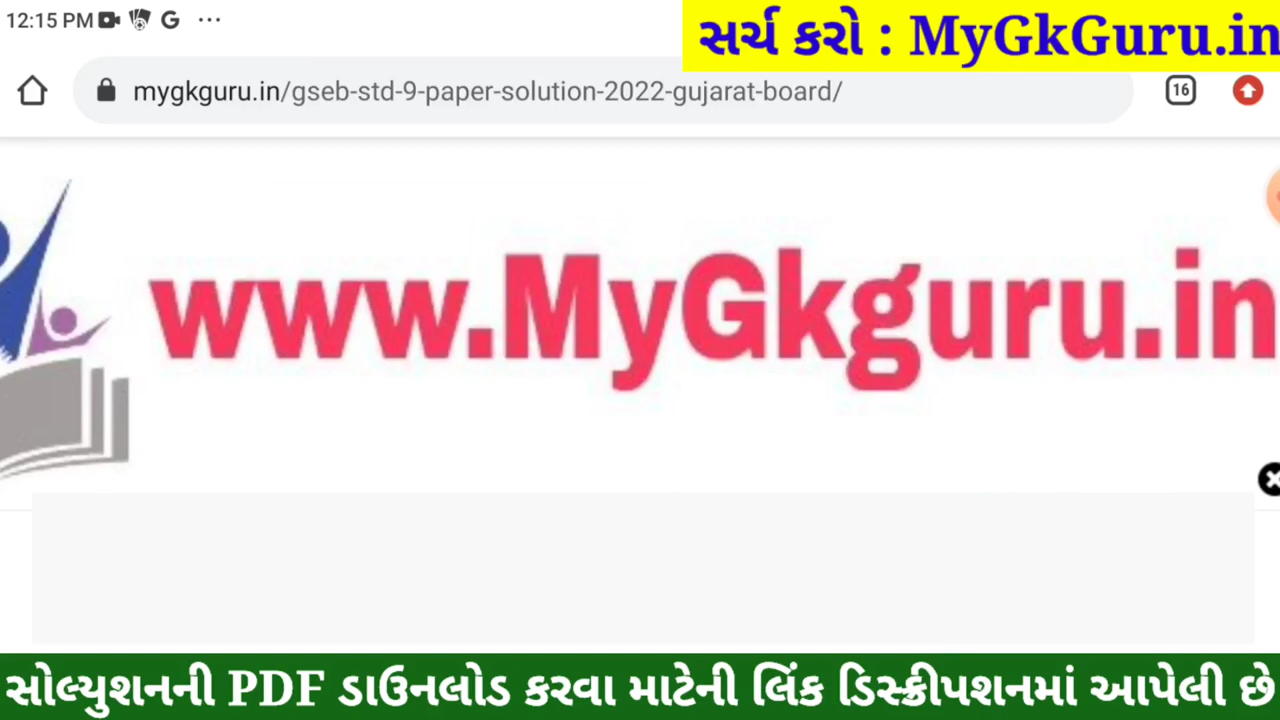 12:15 PM
સર્ચ કરો : MyGkGuru.in
mygkguru.in/gseb-std-9-paper-solution-2022-gujarat-board/
16
www.MyGkguru.in
સોલ્યુશનની PDF ડાઉનલોડ કરવા માટેની લિંક ડિસ્ક્રીપશનમાં આપેલી છે